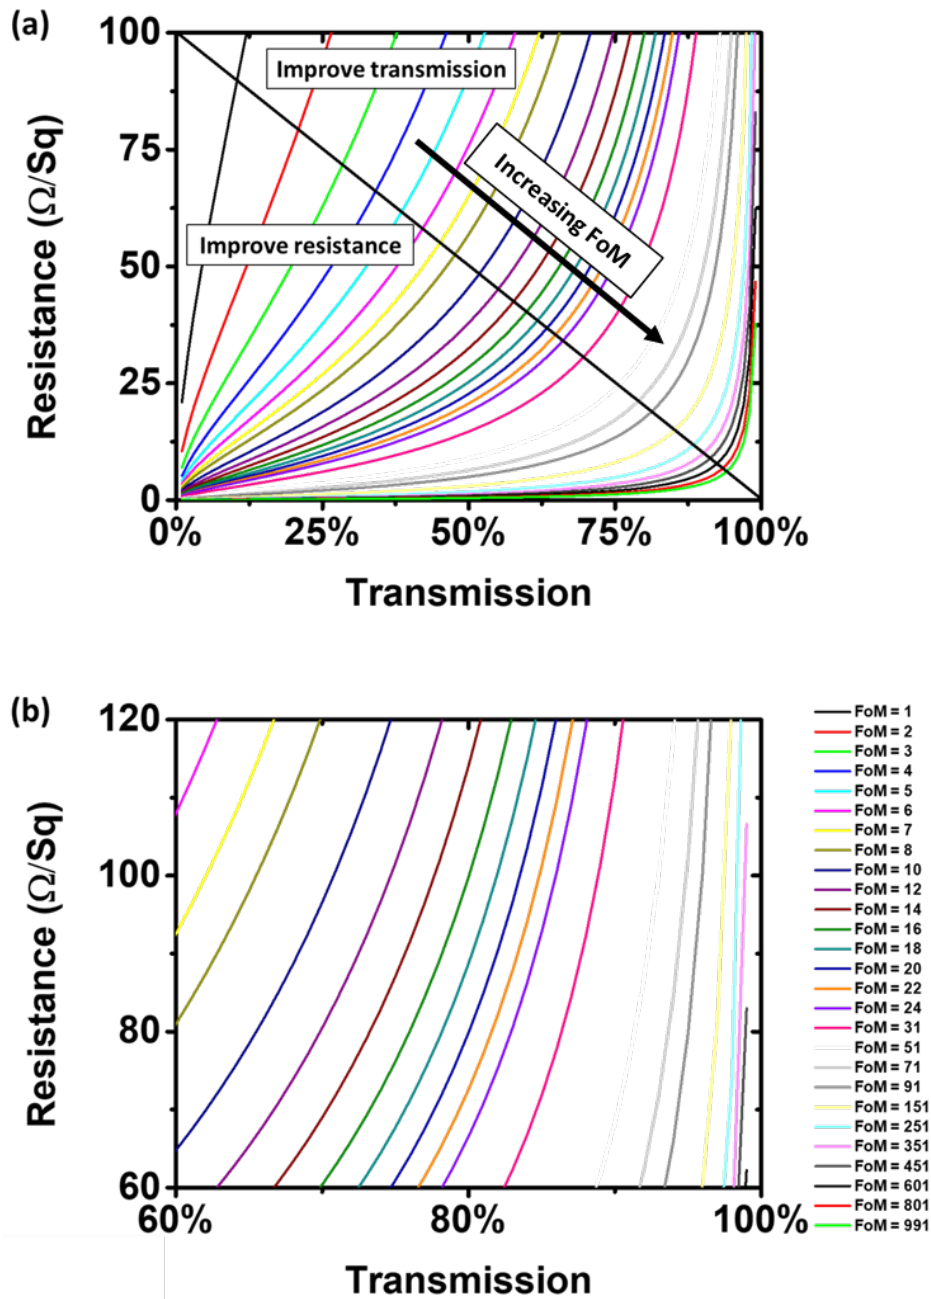 (a)
100
75
50
25
0
Resistance (Ω/Sq)
Improve transmission
Improve resistance
Increasing FoM
0% 25% 50% 75% 100%
Transmission
(b)
120
100
80
60
Resistance (Ω/Sq)
60% 80% 100%
Transmission
FoM = 1
FoM = 2
FoM = 3
FoM = 4
FoM = 5
FoM = 6
FoM = 7
FoM = 8
FoM = 10
FoM = 12
FoM = 14
FoM = 16
FoM = 18
FoM = 20
FoM = 22
FoM = 24
FoM = 31
FoM = 51
FoM = 71
FoM = 91
FoM = 151
FoM = 251
FoM = 351
FoM = 451
FoM = 601
FoM = 801
FoM = 991